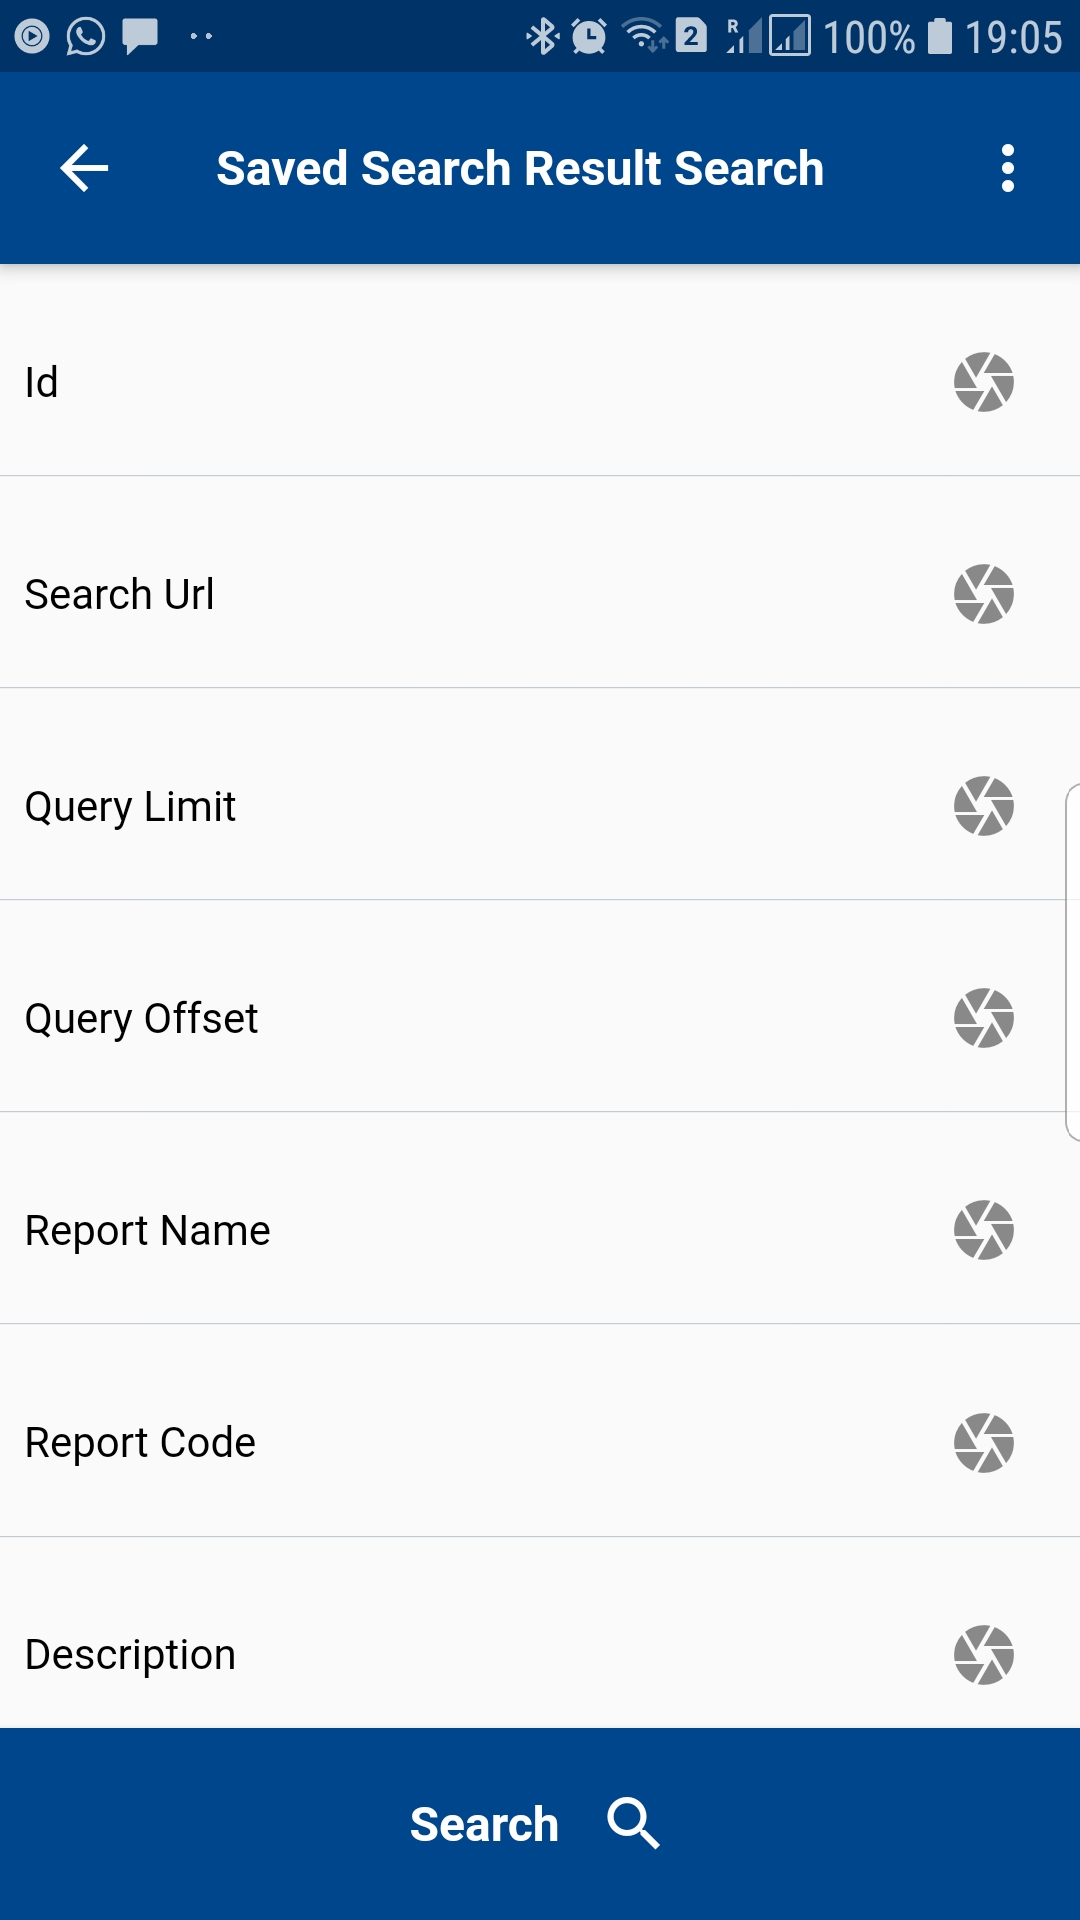 2 R 100% 19:05
Saved Search Result Search
Id
Search Url
Query Limit
Query Offset
Report Name
Report Code
Description
Search